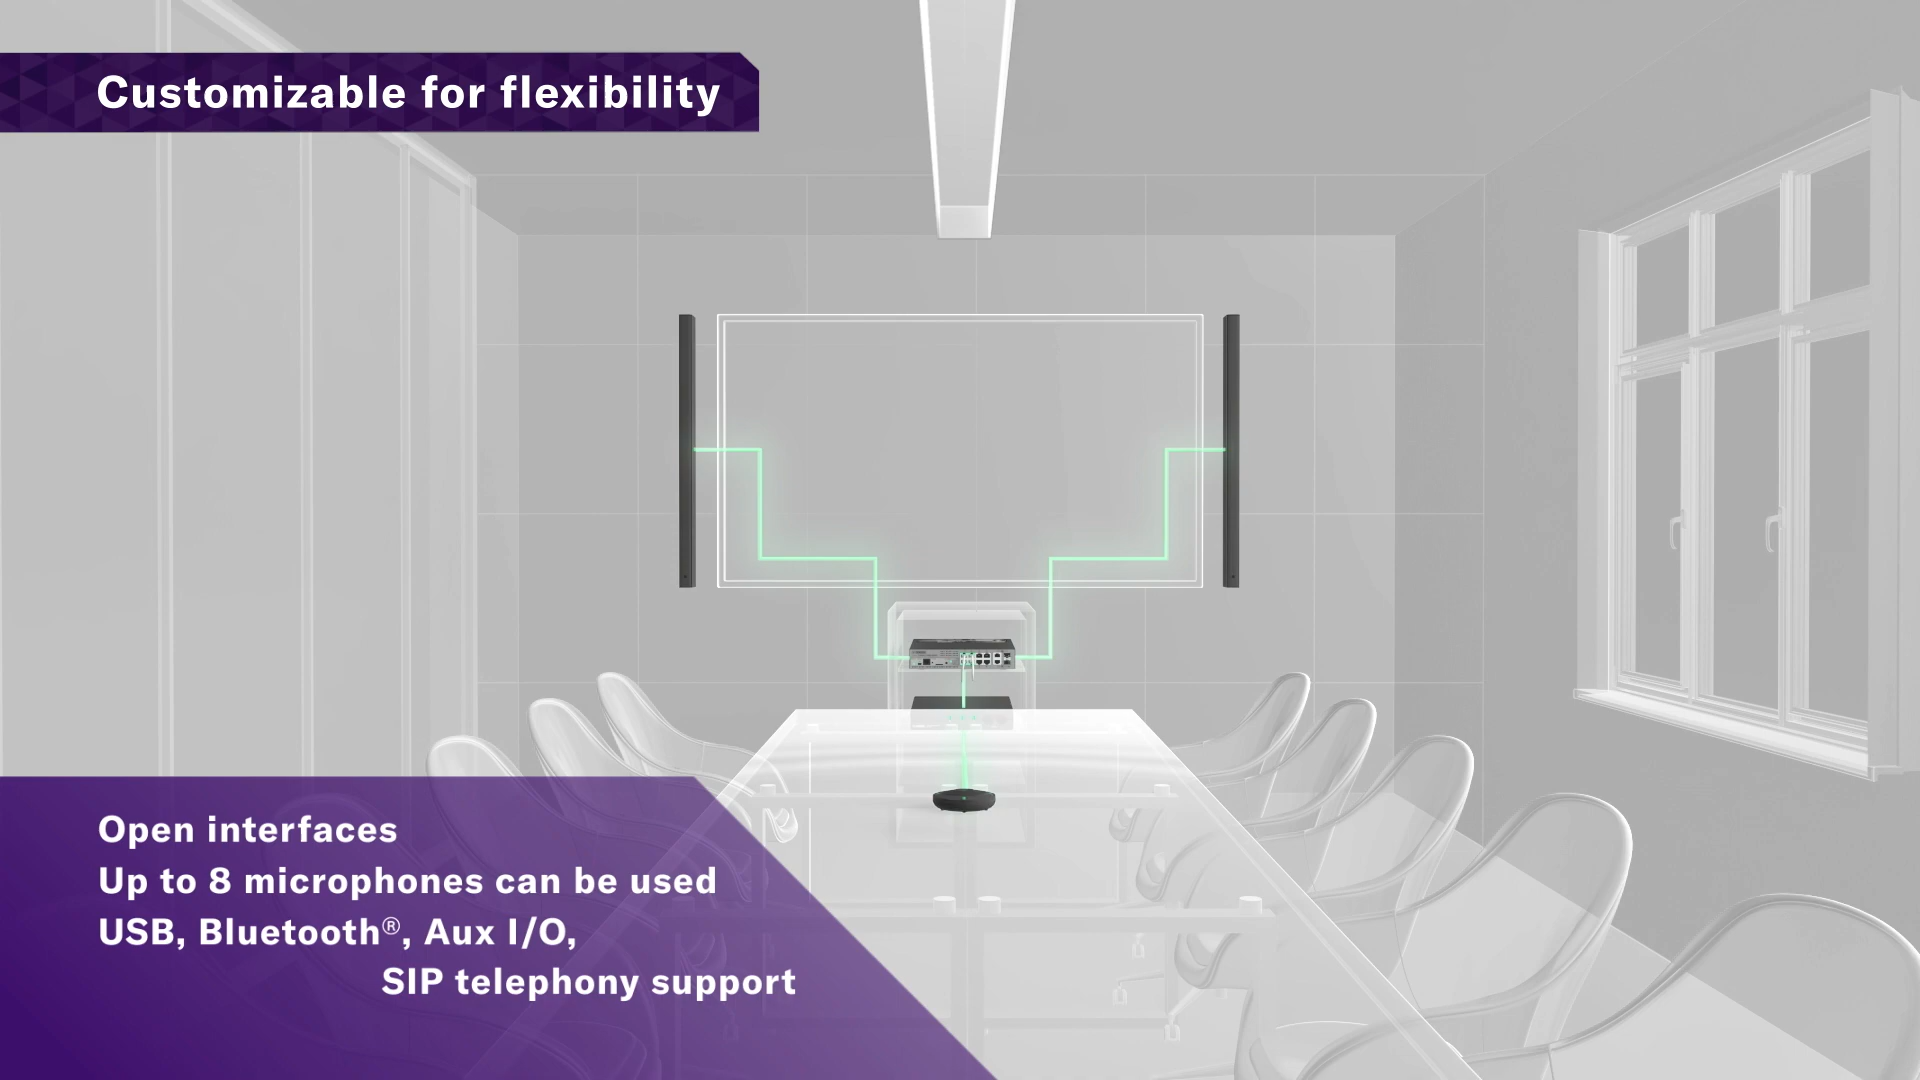 Customizable for flexibility
Open interfaces
Up to 8 microphones can be used
USB, Bluetooth®, Aux I/O,
SIP telephony support